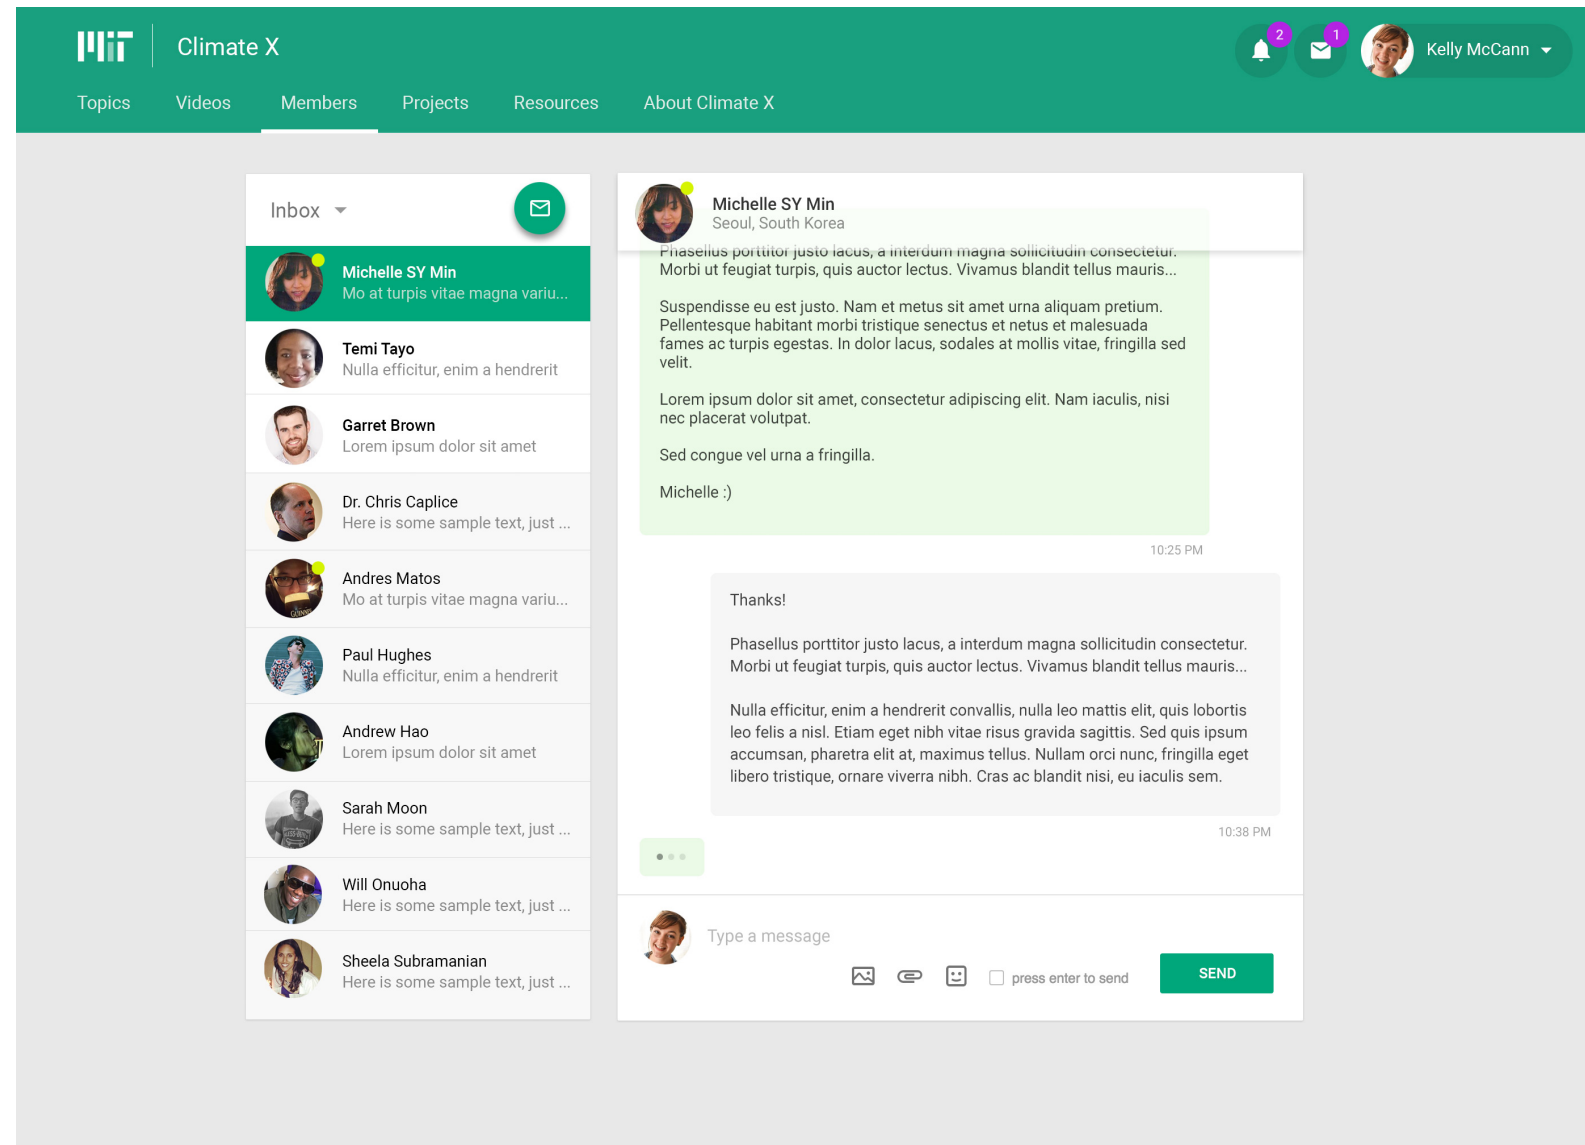 MIT
Climate X
2
1
Kelly McCann
Topics
Videos
Members
Projects
Resources
About Climate X
Inbox
Michelle SY Min
Mo at turpis vitae magna variu...
Temi Tayo
Nulla efficitur, enim a hendrerit
Garret Brown
Lorem ipsum dolor sit amet
Dr. Chris Caplice
Here is some sample text, just ...
Andres Matos
Mo at turpis vitae magna variu...
Paul Hughes
Nulla efficitur, enim a hendrerit
Andrew Hao
Lorem ipsum dolor sit amet
Sarah Moon
Here is some sample text, just ...
Will Onuoha
Here is some sample text, just ...
Sheela Subramanian
Here is some sample text, just ...
Michelle SY Min
Seoul, South Korea
Phasellus porttitor justo lacus, a interdum magna sollicitudin consectetur.
Morbi ut feugiat turpis, quis auctor lectus. Vivamus blandit tellus mauris...
Suspendisse eu est justo. Nam et metus sit amet urna aliquam pretium.
Pellentesque habitant morbi tristique senectus et netus et malesuada
fames ac turpis egestas. In dolor lacus, sodales at mollis vitae, fringilla sed
velit.
Lorem ipsum dolor sit amet, consectetur adipiscing elit. Nam iaculis, nisi
nec placerat volutpat.
Sed congue vel urna a fringilla.
Michelle :)
10:25 PM
Thanks!
Phasellus porttitor justo lacus, a interdum magna sollicitudin consectetur.
Morbi ut feugiat turpis, quis auctor lectus. Vivamus blandit tellus mauris...
Nulla efficitur, enim a hendrerit convallis, nulla leo mattis elit, quis lobortis
leo felis a nisl. Etiam eget nibh vitae risus gravida sagittis. Sed quis ipsum
accumsan, pharetra elit at, maximus tellus. Nullam orci nunc, fringilla eget
libero tristique, ornare viverra nibh. Cras ac blandit nisi, eu iaculis sem.
10:38 PM
Type a message
press enter to send
SEND